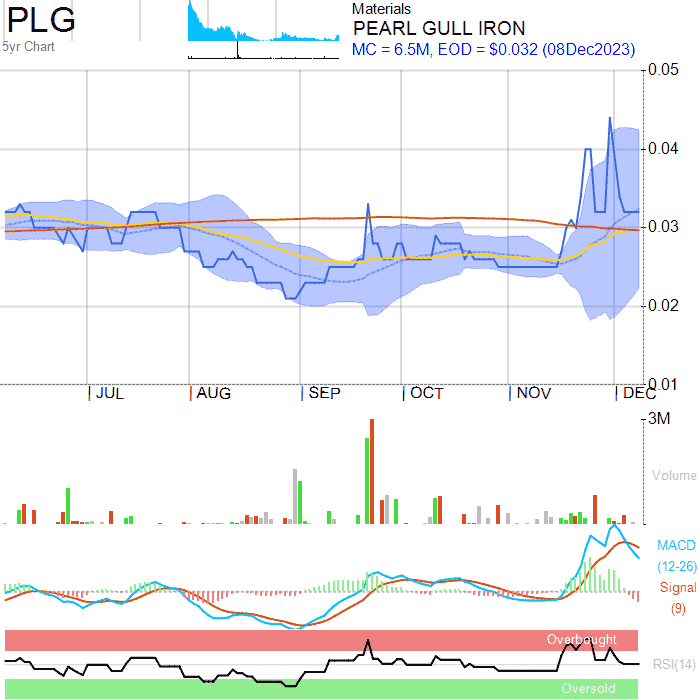 PLG
5yr Chart
Materials
PEARL GULL IRON
MC = 6.5M, EOD = $0.032 (08Dec2023)
0.05
0.04
0.03
0.02
0.01
JUL AUG SEP OCT NOV DEC
3M
Volume
MACD
(12-26)
Signal
(9)
Overbought
RSI(14)
Oversold